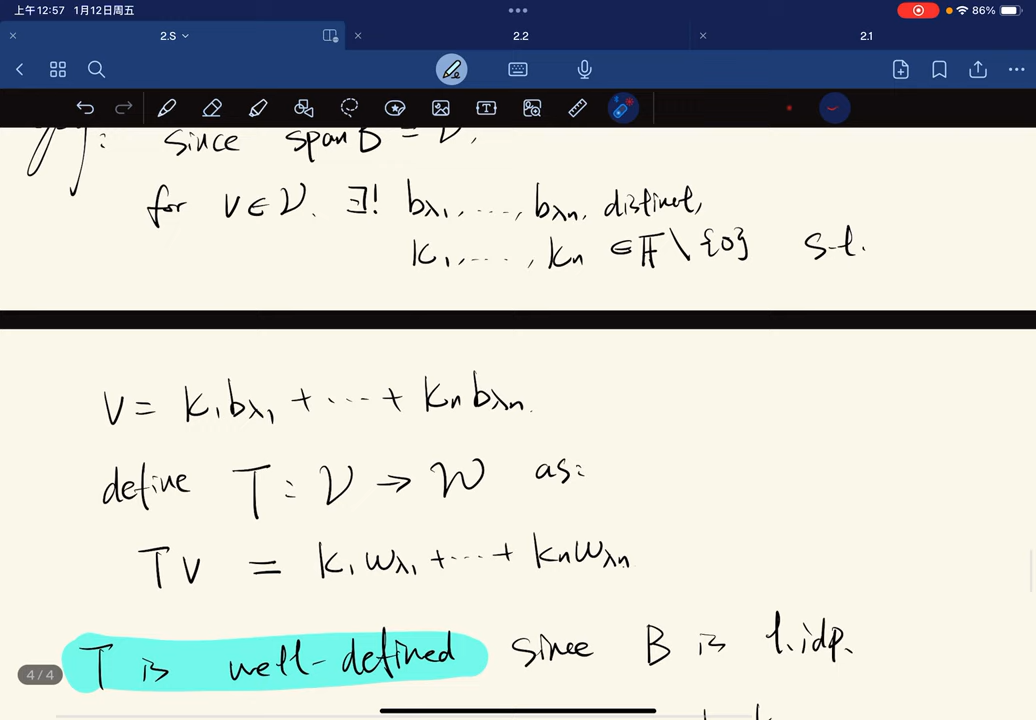 上午12:57 1月12日周五
86%
2.S
2.2
2.1
pf: since span B = V,
for v ∈ V. ∃! bλ₁, ...., bλn. distinct,
k₁, ...., kn ∈ 𝔽 \ {0} s.t.
v = k₁bλ₁ + ... + knbλn.
define T: V → W as:
Tv = k₁wλ₁ + ... + knwλn
T is well-defined since B is l.idp.
4/4